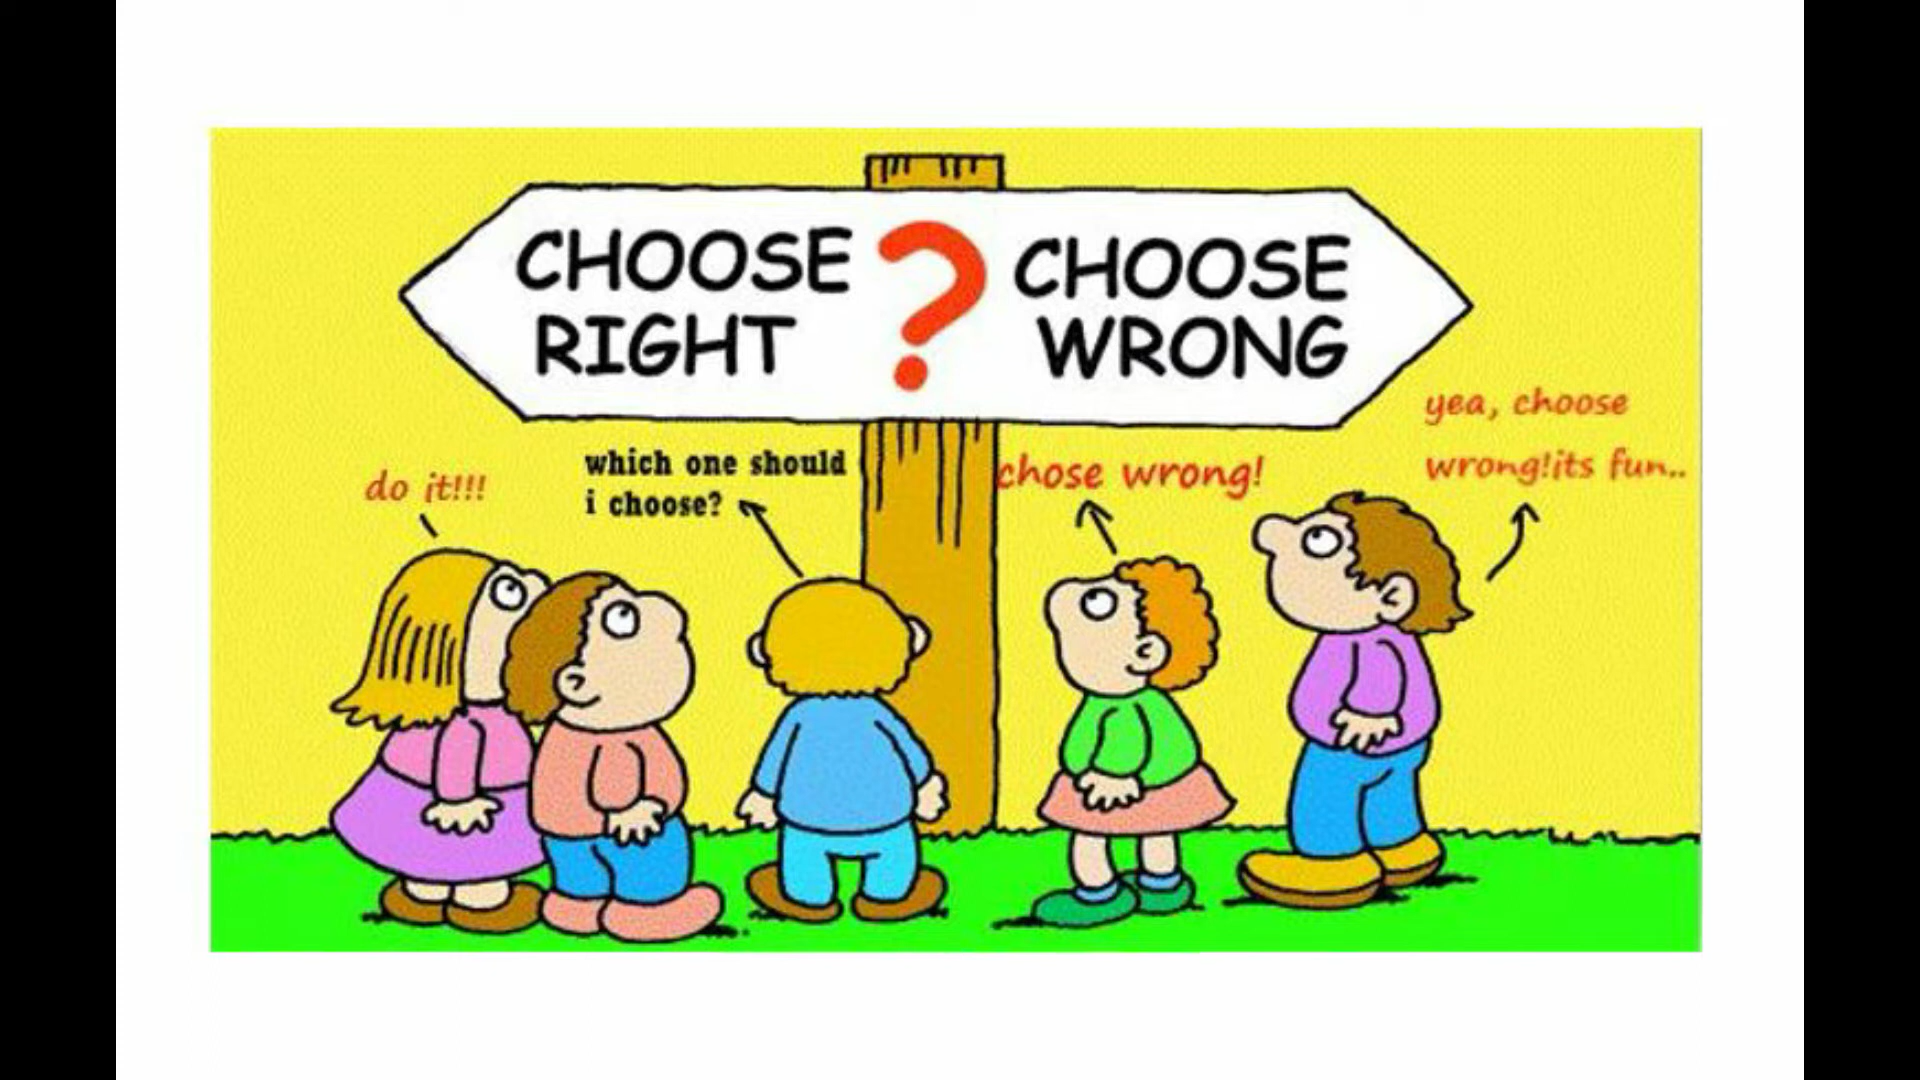 CHOOSE
RIGHT
?
CHOOSE
WRONG
do it!!!
which one should
i choose?
chose wrong!
yea, choose
wrong!its fun..